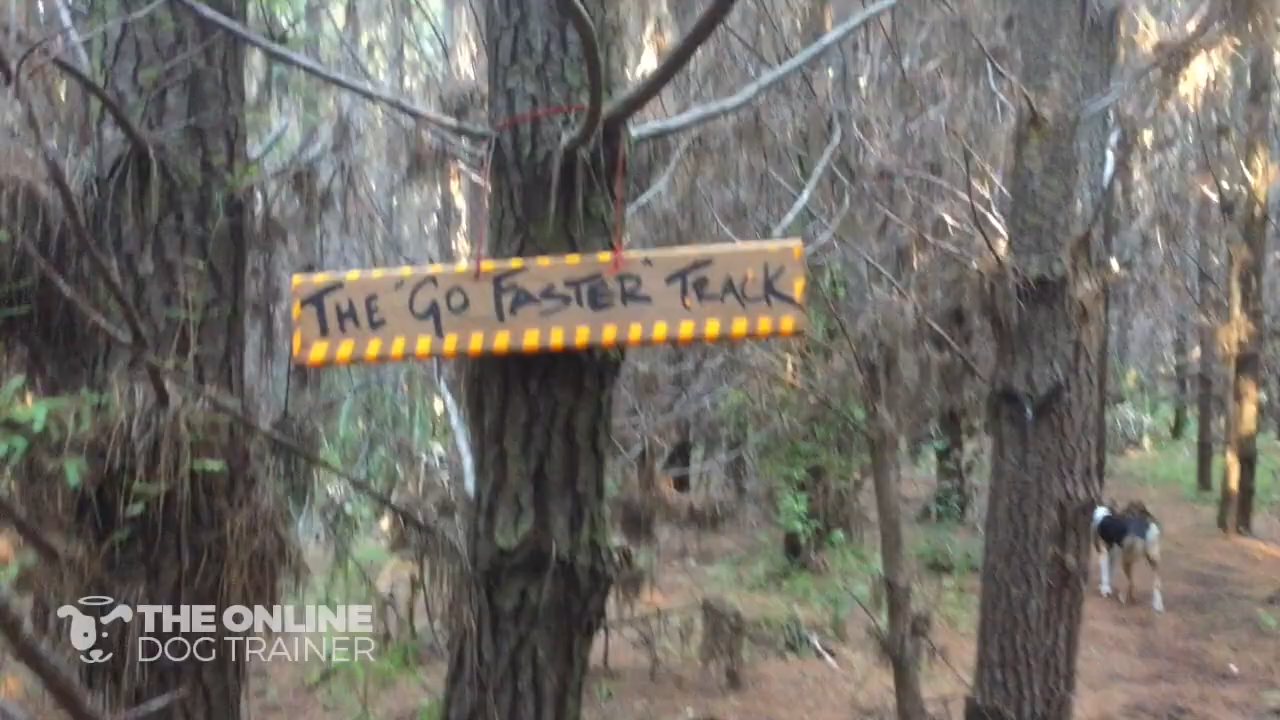 THE "GO FASTER" TRACK
THE ONLINE
DOG TRAINER